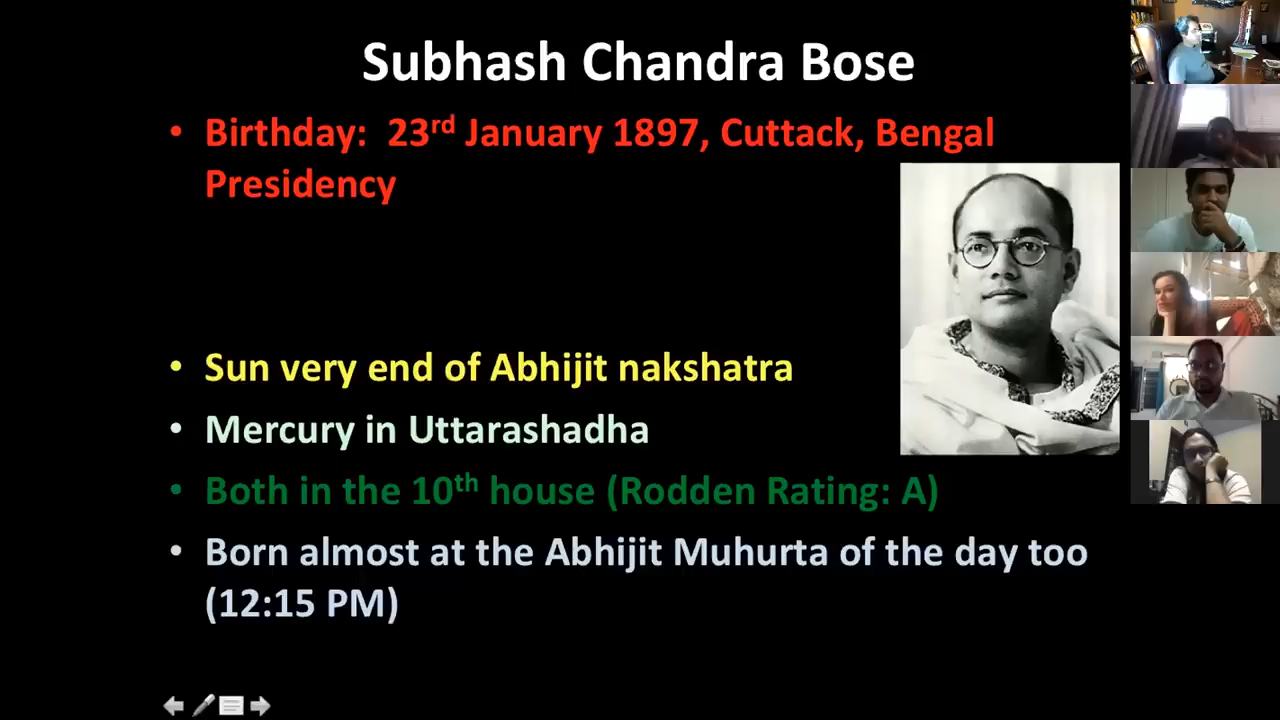 Subhash Chandra Bose
• Birthday: 23rd January 1897, Cuttack, Bengal
Presidency
• Sun very end of Abhijit nakshatra
• Mercury in Uttarashadha
• Both in the 10th house (Rodden Rating: A)
• Born almost at the Abhijit Muhurta of the day too
(12:15 PM)